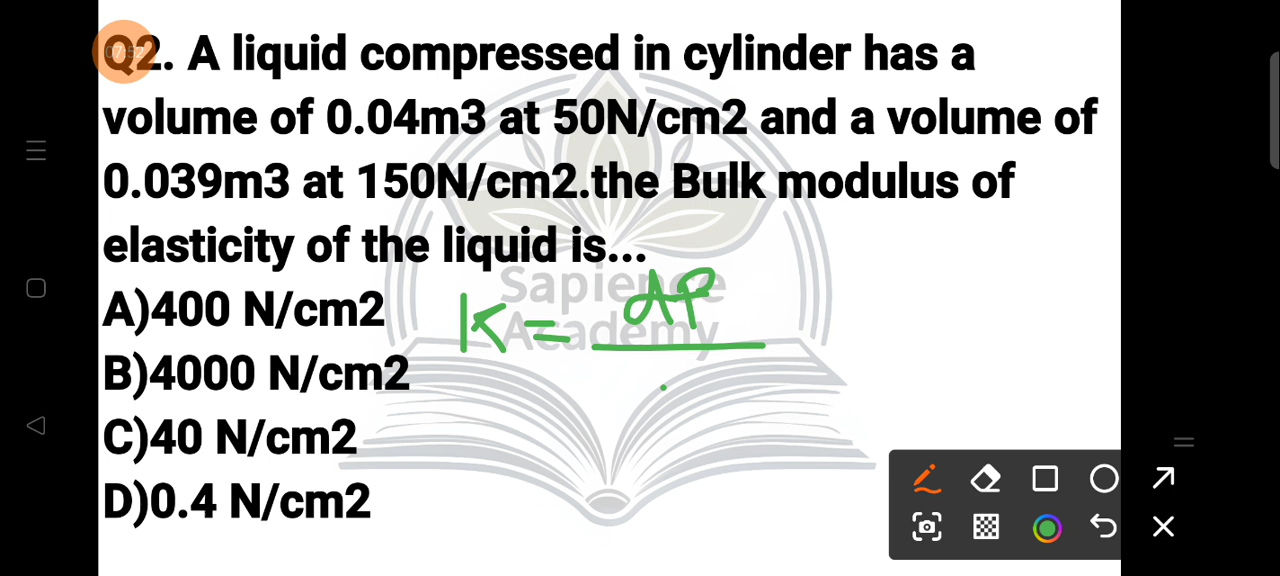 Q2. A liquid compressed in cylinder has a
volume of 0.04m3 at 50N/cm2 and a volume of
0.039m3 at 150N/cm2.the Bulk modulus of
elasticity of the liquid is...
A)400 N/cm2
B)4000 N/cm2
C)40 N/cm2
D)0.4 N/cm2
K = dP
Sapience
Academy
07:52